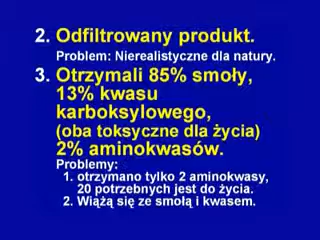 2. Odfiltrowany produkt.
Problem: Nierealistyczne dla natury.
3. Otrzymali 85% smoły,
13% kwasu
karboksylowego,
(oba toksyczne dla życia)
2% aminokwasów.
Problemy:
1. otrzymano tylko 2 aminokwasy,
20 potrzebnych jest do życia.
2. Wiążą się ze smołą i kwasem.